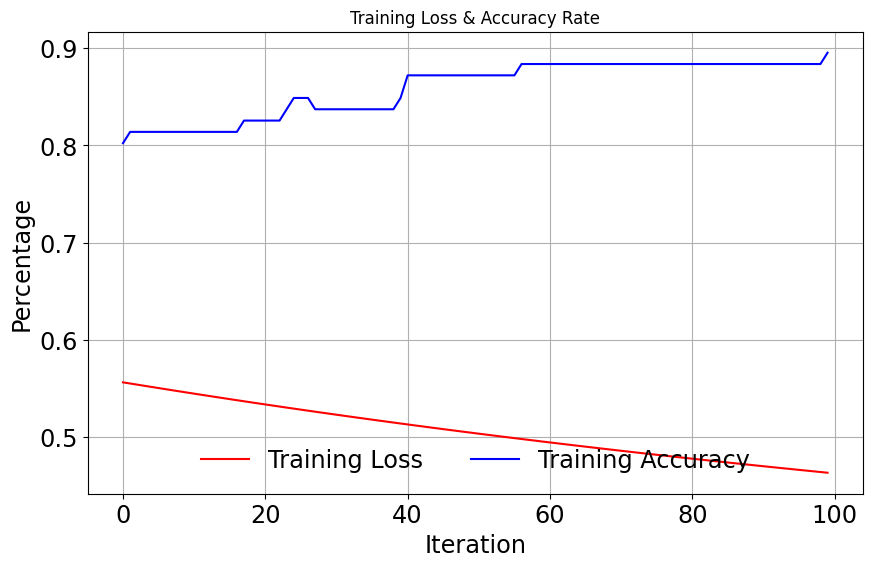 Training Loss & Accuracy Rate
0.9
0.8
0.7
0.6
0.5
Percentage
Training Loss Training Accuracy
0 20 40 60 80 100
Iteration